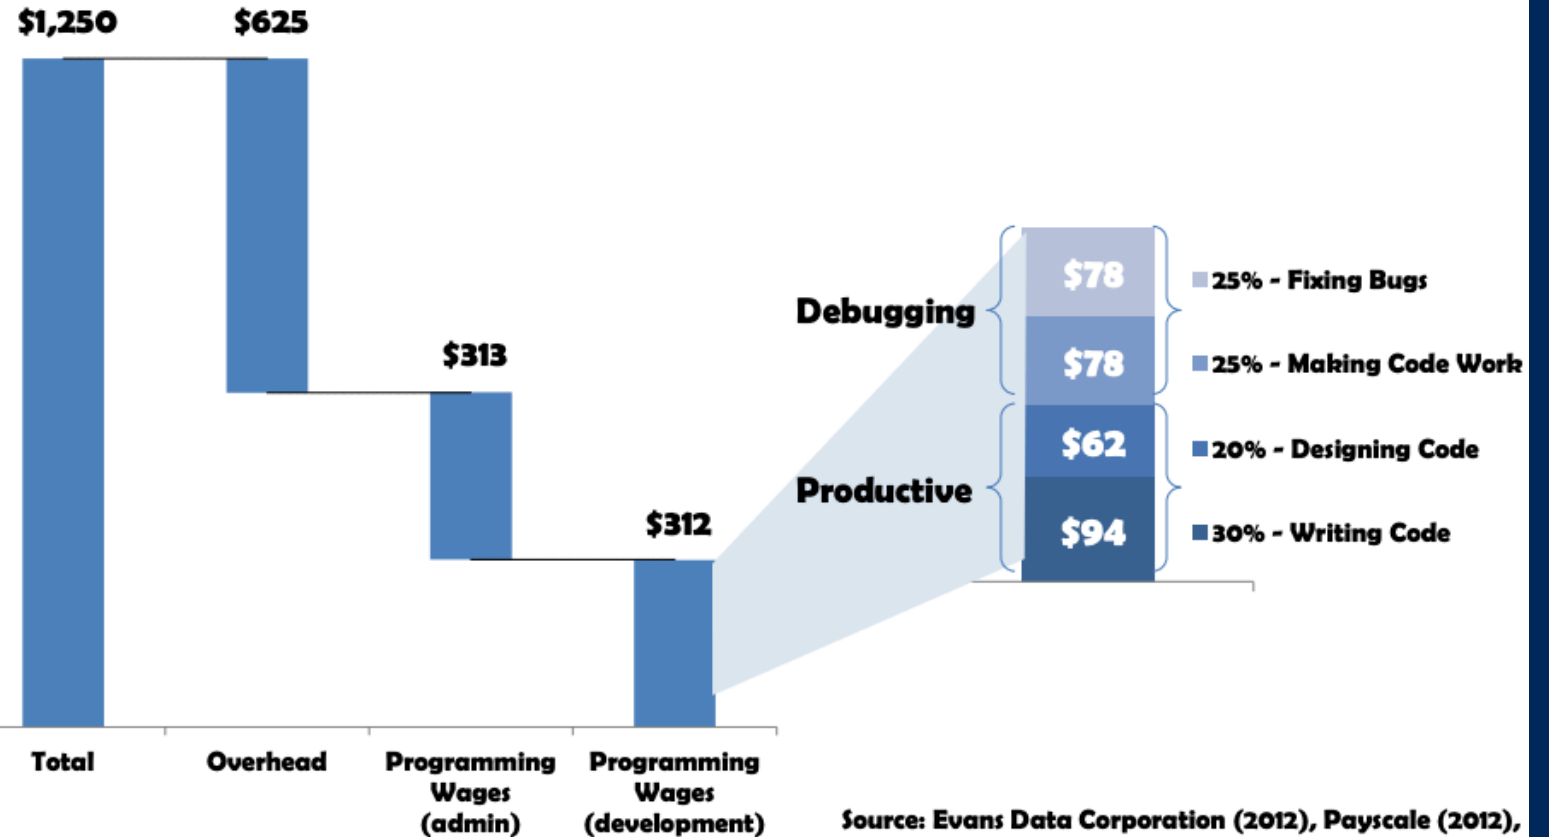 $1,250
$625
$313
$312
Total
Overhead
Programming
Wages
(admin)
Programming
Wages
(development)
Debugging
Productive
$78
$78
$62
$94
25% - Fixing Bugs
25% - Making Code Work
20% - Designing Code
30% - Writing Code
Source: Evans Data Corporation (2012), Payscale (2012),